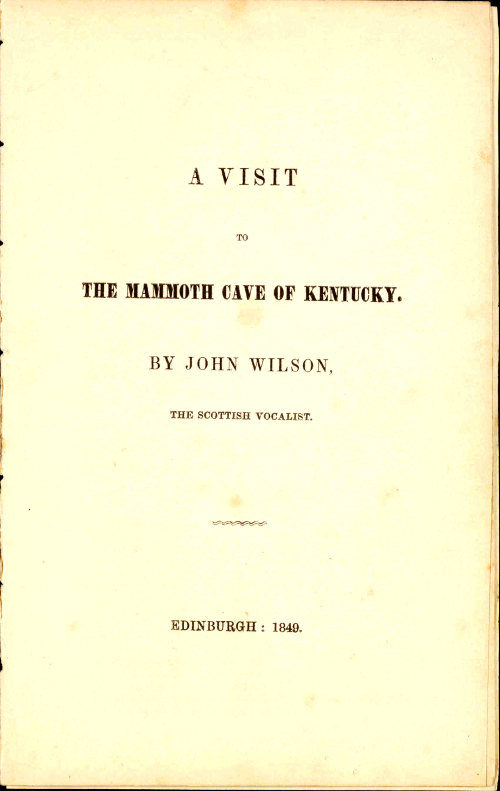 A VISIT
TO
THE MAMMOTH CAVE OF KENTUCKY.
BY JOHN WILSON,
THE SCOTTISH VOCALIST.
EDINBURGH: 1849.